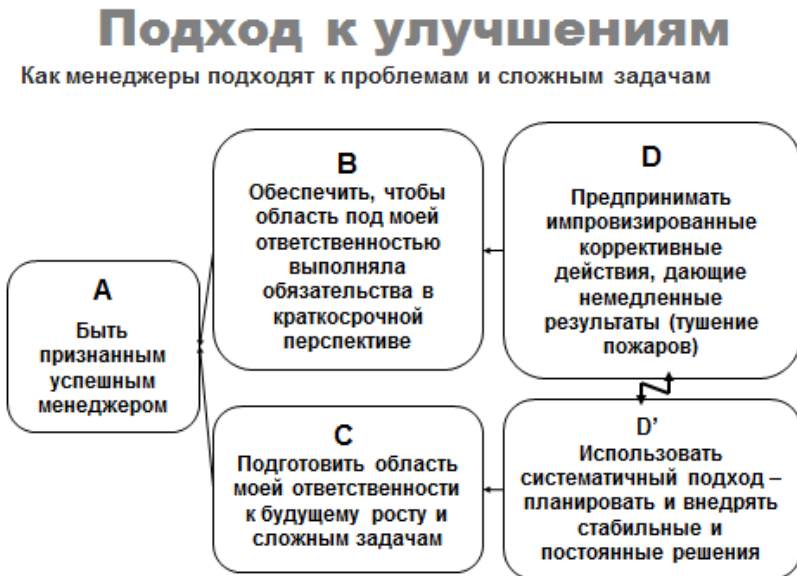 Подход к улучшениям
Как менеджеры подходят к проблемам и сложным задачам
A
Быть
признанным
успешным
менеджером
B
Обеспечить, чтобы
область под моей
ответственностью
выполняла
обязательства в
краткосрочной
перспективе
C
Подготовить область
моей ответственности
к будущему росту и
сложным задачам
D
Предпринимать
импровизированные
коррективные
действия, дающие
немедленные
результаты (тушение
пожаров)
D’
Использовать
систематичный подход –
планировать и внедрять
стабильные и
постоянные решения